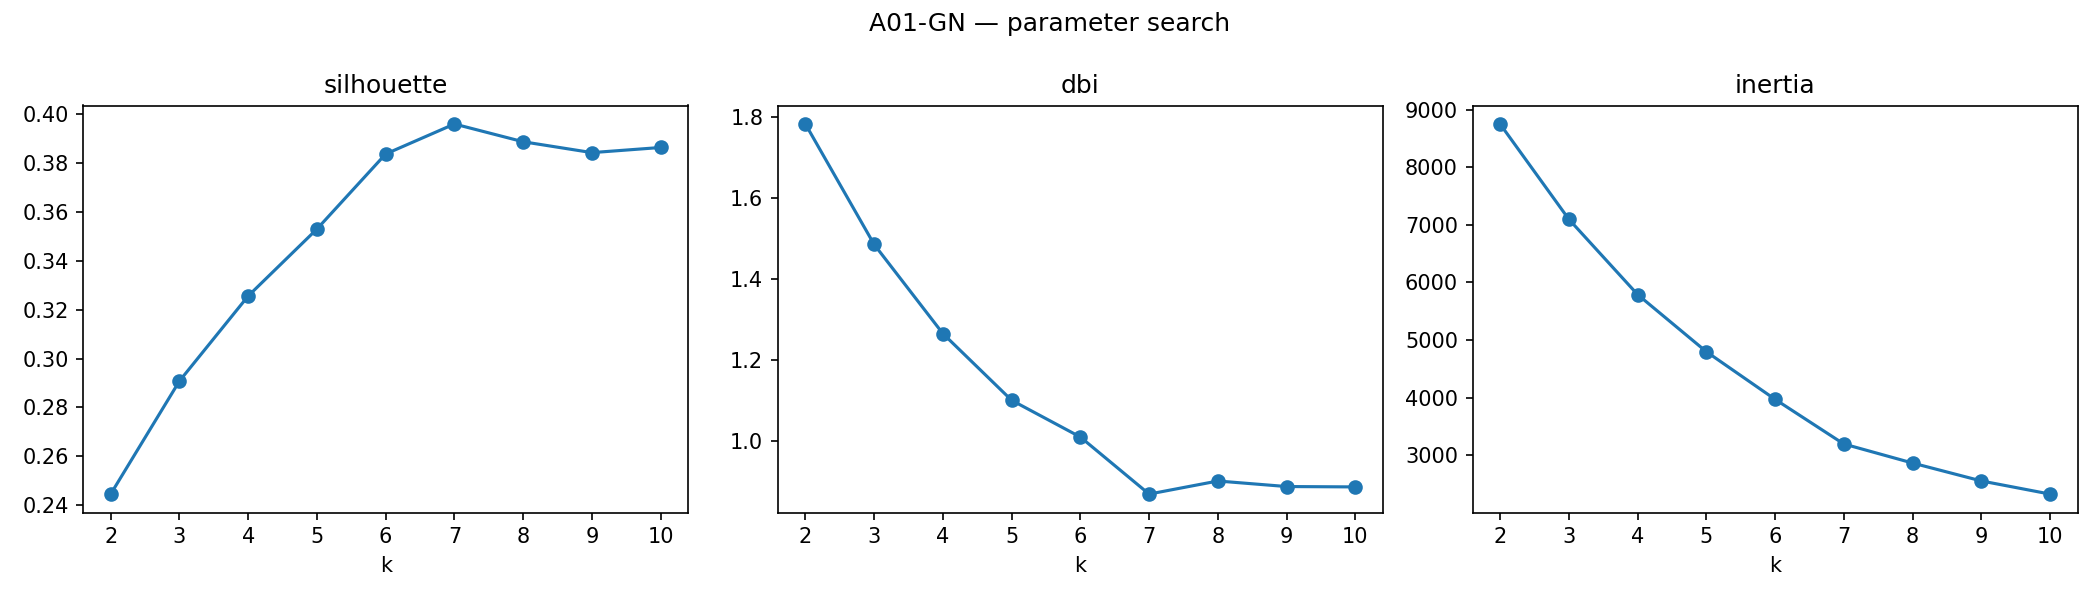 A01-GN — parameter search
silhouette
0.40
0.38
0.36
0.34
0.32
0.30
0.28
0.26
0.24
2 3 4 5 6 7 8 9 10
k
dbi
1.8
1.6
1.4
1.2
1.0
2 3 4 5 6 7 8 9 10
k
inertia
9000
8000
7000
6000
5000
4000
3000
2 3 4 5 6 7 8 9 10
k